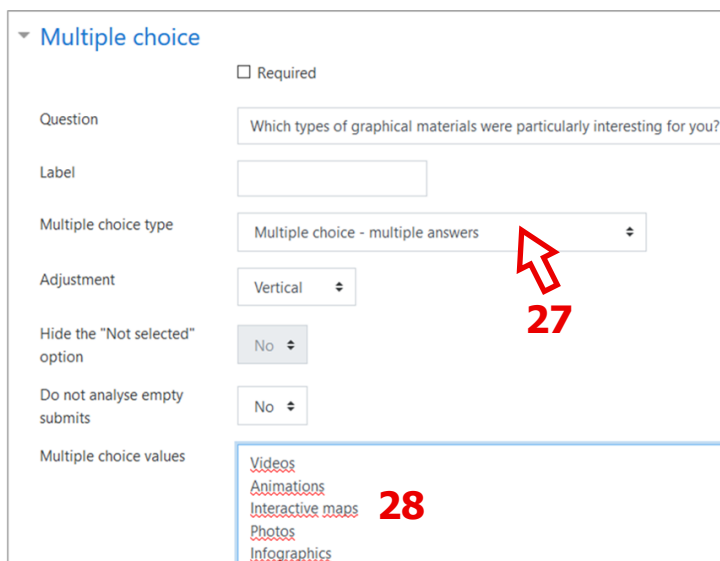 Multiple choice
Required
Question
Which types of graphical materials were particularly interesting for you?
Label
Multiple choice type
Multiple choice - multiple answers
27
Adjustment
Vertical
Hide the "Not selected"
option
No
Do not analyse empty
submits
No
Multiple choice values
Videos
Animations
Interactive maps
28
Photos
Infographics